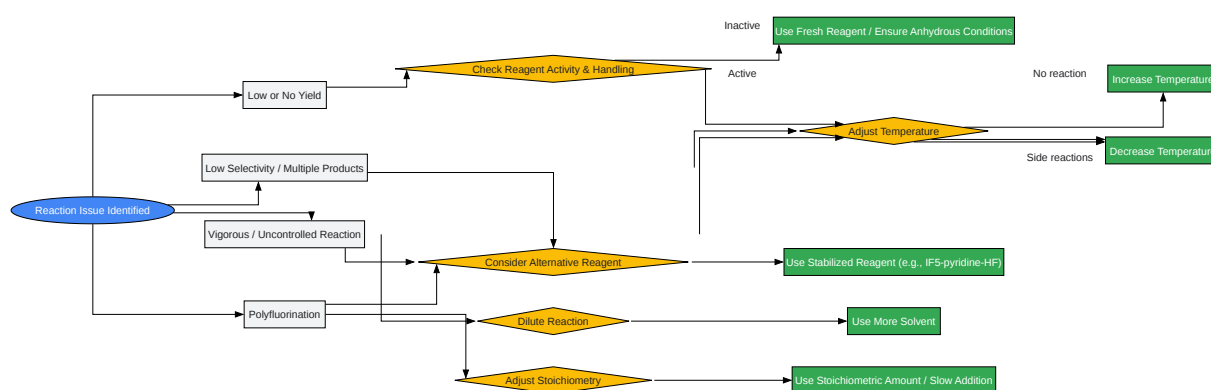 Inactive
Use Fresh Reagent / Ensure Anhydrous Conditions
Check Reagent Activity & Handling
Active
No reaction
Increase Temperature
Low or No Yield
Adjust Temperature
Decrease Temperature
Side reactions
Low Selectivity / Multiple Products
Reaction Issue Identified
Vigorous / Uncontrolled Reaction
Consider Alternative Reagent
Use Stabilized Reagent (e.g., IF5-pyridine-HF)
Polyfluorination
Dilute Reaction
Use More Solvent
Adjust Stoichiometry
Use Stoichiometric Amount / Slow Addition